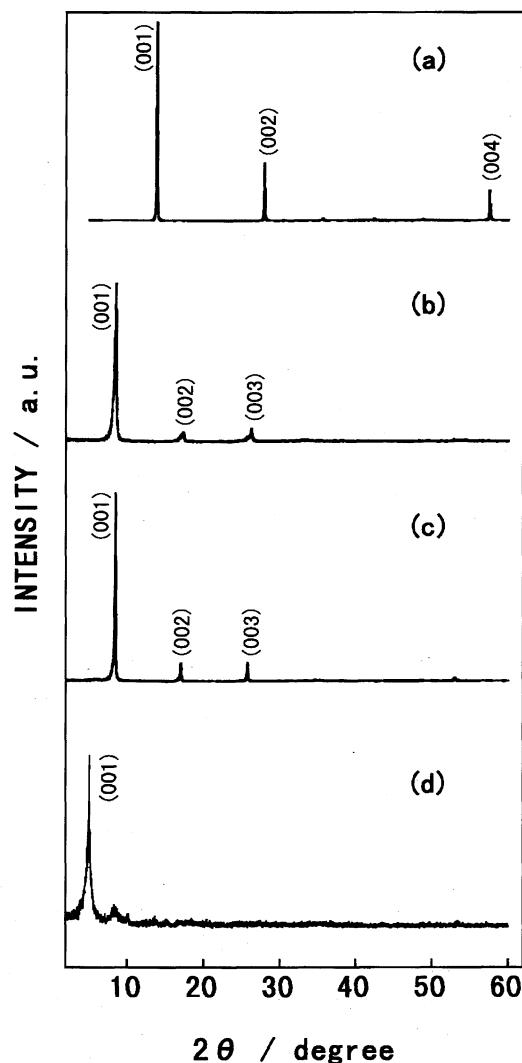 (001)
(002)
(004)
(a)
(001)
(002)
(003)
(b)
(001)
(002)
(003)
(c)
(001)
(d)
INTENSITY / a.u.
10 20 30 40 50 60
2θ / degree